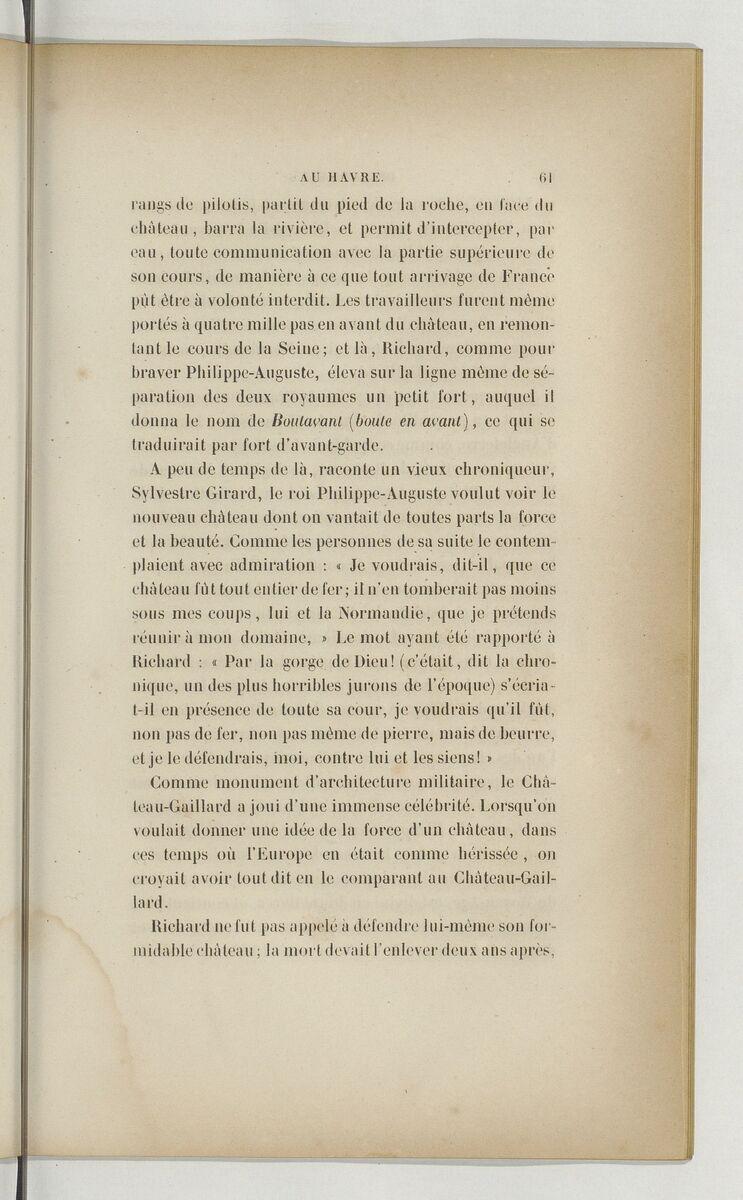 AU HAVRE. 61
rangs de pilotis, partit du pied de la roche, en face du
château, barra la rivière, et permit d'intercepter, par
eau, toute communication avec la partie supérieure de
son cours, de manière à ce que tout arrivage de France
pût être à volonté interdit. Les travailleurs furent même
portés à quatre mille pas en avant du château, en remon-
tant le cours de la Seine; et là, Richard, comme pour
braver Philippe-Auguste, éleva sur la ligne même de sé-
paration des deux royaumes un petit fort, auquel il
donna le nom de Boutavant (boute en avant), ce qui se
traduirait par fort d'avant-garde.
A peu de temps de là, raconte un vieux chroniqueur,
Sylvestre Girard, le roi Philippe-Auguste voulut voir le
nouveau château dont on vantait de toutes parts la force
et la beauté. Comme les personnes de sa suite le contem-
plaient avec admiration : « Je voudrais, dit-il, que ce
château fût tout entier de fer; il n'en tomberait pas moins
sous mes coups, lui et la Normandie, que je prétends
réunir à mon domaine, » Le mot ayant été rapporté à
Richard : « Par la gorge de Dieu! (c'était, dit la chro-
nique, un des plus horribles jurons de l'époque) s'écria-
t-il en présence de toute sa cour, je voudrais qu'il fût,
non pas de fer, non pas même de pierre, mais de beurre,
et je le défendrais, moi, contre lui et les siens! »
Comme monument d'architecture militaire, le Châ-
teau-Gaillard a joui d'une immense célébrité. Lorsqu'on
voulait donner une idée de la force d'un château, dans
ces temps où l'Europe en était comme hérissée, on
croyait avoir tout dit en le comparant au Château-Gail-
lard.
Richard ne fut pas appelé à défendre lui-même son for-
midable château; la mort devait l'enlever deux ans après,